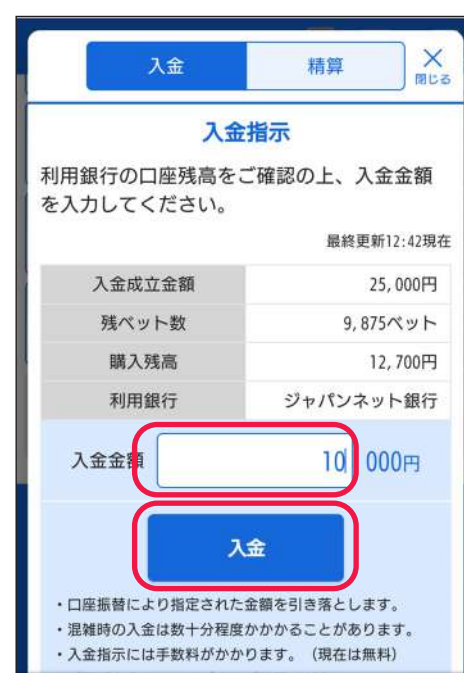 入金 精算 × 閉じる
入金指示
利用銀行の口座残高をご確認の上、入金金額
を入力してください。
最終更新12:42現在
入金成立金額 25,000円
残ベット数 9,875ベット
購入残高 12,700円
利用銀行 ジャパンネット銀行
入金金額 10 000円
入金
・口座振替により指定された金額を引き落とします。
・混雑時の入金は数十分程度かかかることがあります。
・入金指示には手数料がかかります。（現在は無料）